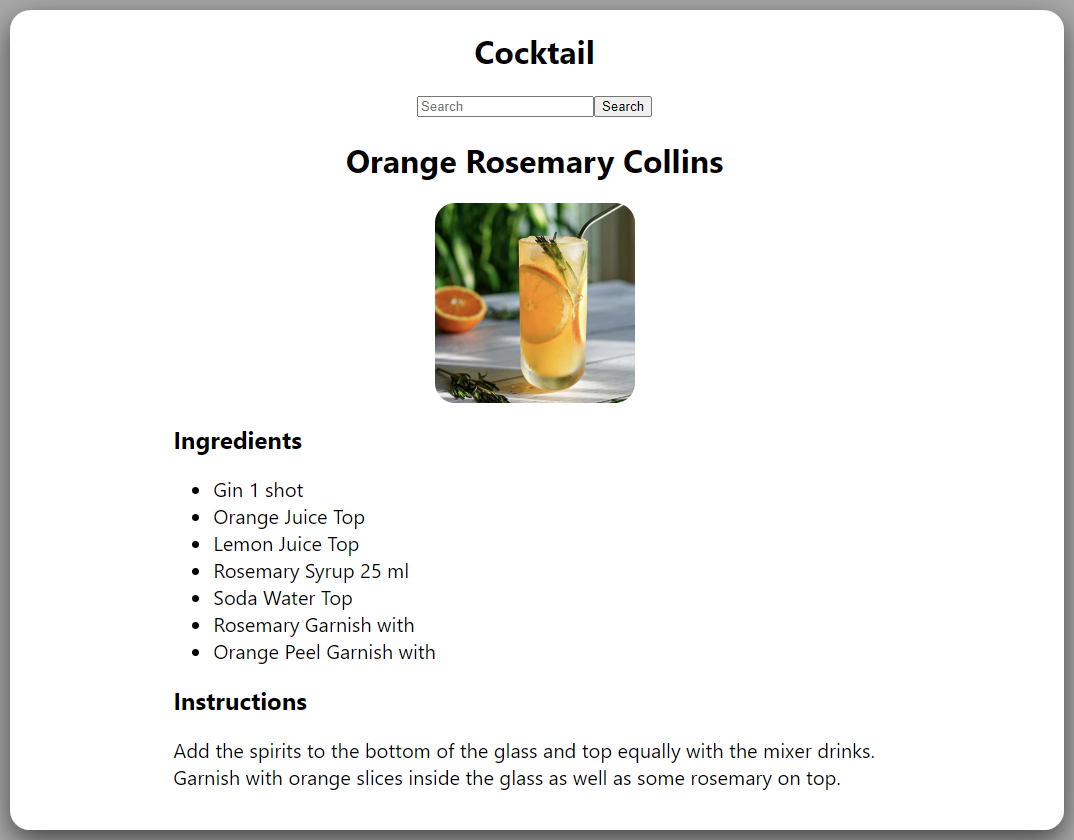 Cocktail
Search Search
Orange Rosemary Collins
Ingredients
Gin 1 shot
Orange Juice Top
Lemon Juice Top
Rosemary Syrup 25 ml
Soda Water Top
Rosemary Garnish with
Orange Peel Garnish with
Instructions
Add the spirits to the bottom of the glass and top equally with the mixer drinks.
Garnish with orange slices inside the glass as well as some rosemary on top.